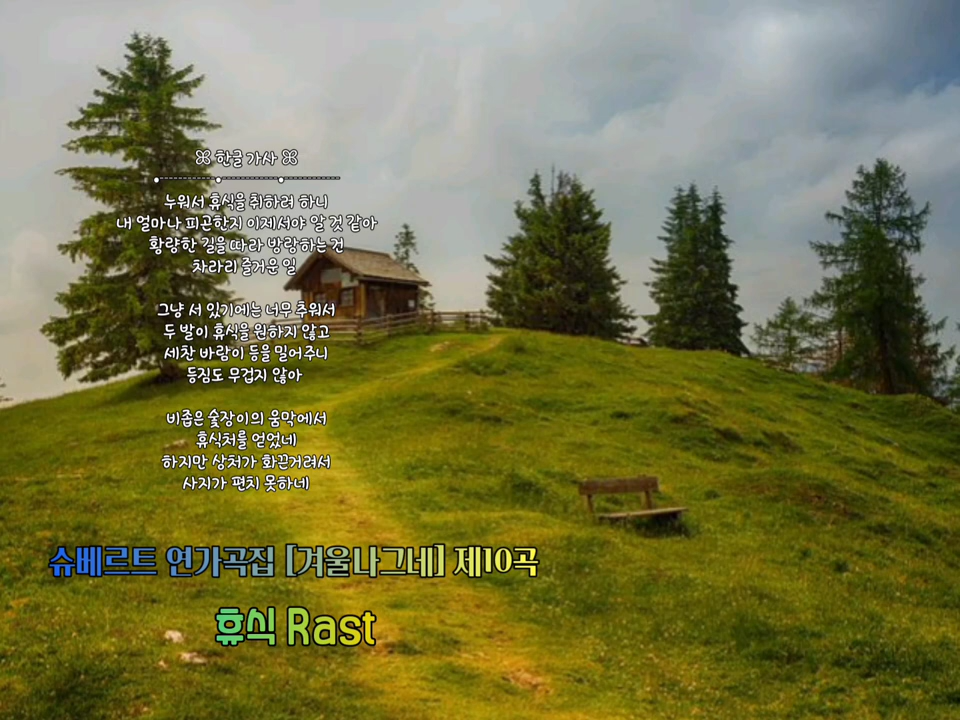 ꕤ 한글 가사 ꕤ
누워서 휴식을 취하려 하니
내 얼마나 피곤한지 이제서야 알 것 같아
황량한 길을 따라 방랑하는 건
차라리 즐거운 일
그냥 서 있기에는 너무 추워서
두 발이 휴식을 원하지 않고
세찬 바람이 등을 밀어주니
등짐도 무겁지 않아
비좁은 숯장이의 움막에서
휴식처를 얻었네
하지만 상처가 화끈거려서
사지가 편치 못하네
슈베르트 연가곡집 [겨울나그네] 제10곡
휴식 Rast